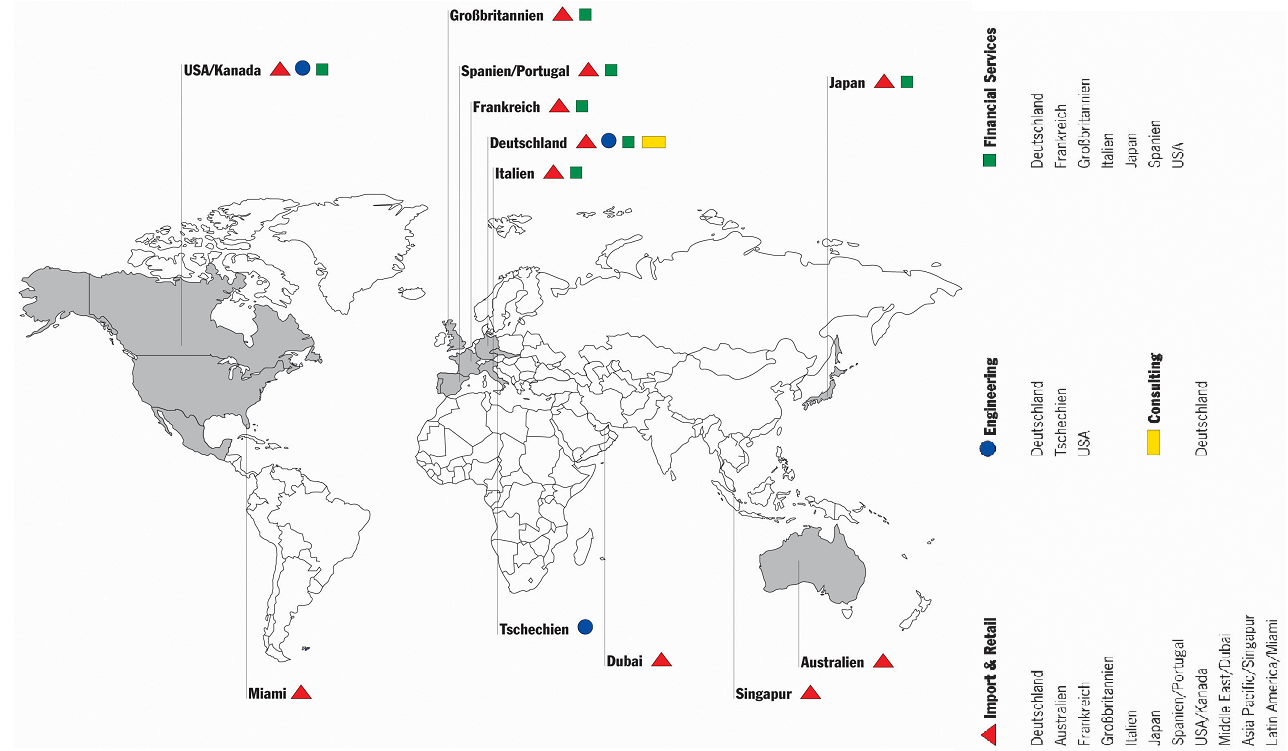 Großbritannien
USA/Kanada
Spanien/Portugal
Japan
Frankreich
Deutschland
Italien
Tschechien
Dubai
Australien
Miami
Singapur
Financial Services
Deutschland
Frankreich
Großbritannien
Italien
Japan
Spanien
USA
Engineering
Deutschland
Tschechien
USA
Consulting
Deutschland
Import & Retail
Deutschland
Australien
Frankreich
Großbritannien
Italien
Japan
Spanien/Portugal
USA/Kanada
Middle East/Dubai
Asia Pacific/Singapur
Latin America/Miami